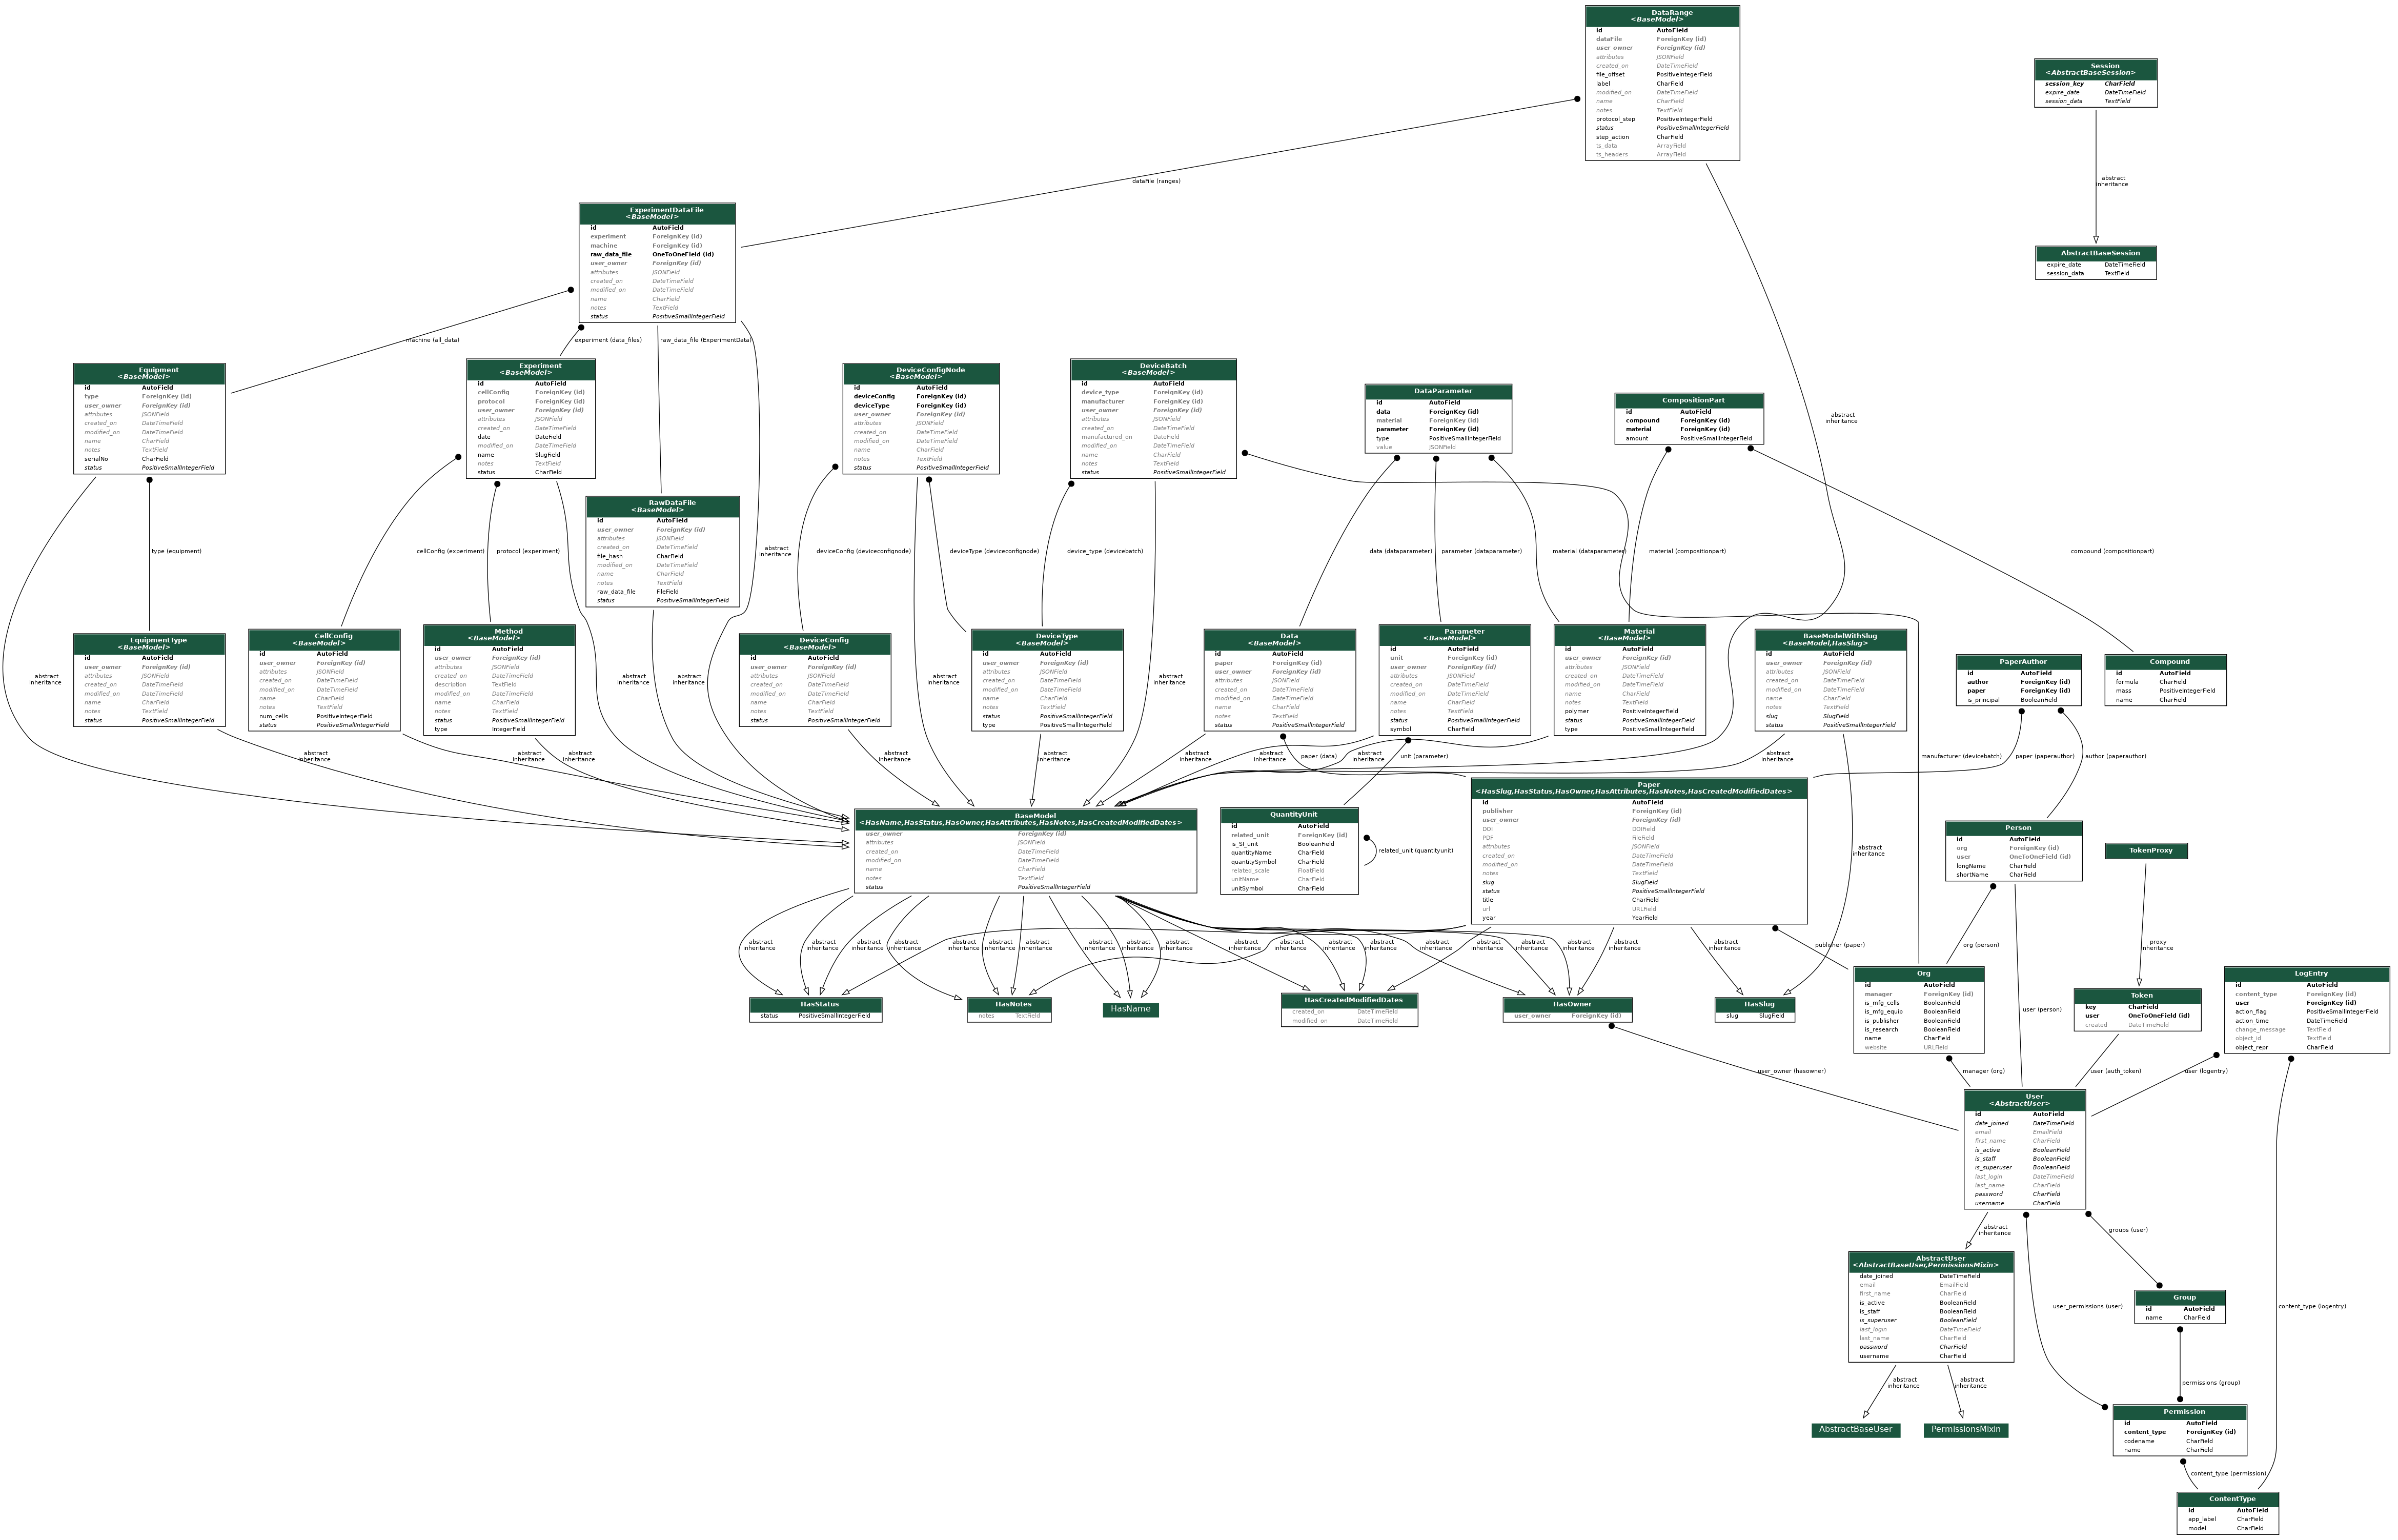 DataRange
<BaseModel>
id AutoField
dataFile ForeignKey (id)
user_owner ForeignKey (id)
attributes JSONField
created_on DateTimeField
file_offset PositiveIntegerField
label CharField
modified_on DateTimeField
name CharField
notes TextField
protocol_step PositiveIntegerField
status PositiveSmallIntegerField
step_action CharField
ts_data ArrayField
ts_headers ArrayField
Session
<AbstractBaseSession>
session_key CharField
expire_date DateTimeField
session_data TextField
abstract
inheritance
dataFile (ranges)
AbstractBaseSession
expire_date DateTimeField
session_data TextField
ExperimentDataFile
<BaseModel>
id AutoField
experiment ForeignKey (id)
machine ForeignKey (id)
raw_data_file OneToOneField (id)
user_owner ForeignKey (id)
attributes JSONField
created_on DateTimeField
modified_on DateTimeField
name CharField
notes TextField
status PositiveSmallIntegerField
machine (all_data)
experiment (data_files)
raw_data_file (ExperimentData)
Equipment
<BaseModel>
id AutoField
type ForeignKey (id)
user_owner ForeignKey (id)
attributes JSONField
created_on DateTimeField
modified_on DateTimeField
name CharField
notes TextField
serialNo CharField
status PositiveSmallIntegerField
Experiment
<BaseModel>
id AutoField
cellConfig ForeignKey (id)
protocol ForeignKey (id)
user_owner ForeignKey (id)
attributes JSONField
created_on DateTimeField
date DateField
modified_on DateTimeField
name SlugField
notes TextField
status CharField
DeviceConfigNode
<BaseModel>
id AutoField
deviceConfig ForeignKey (id)
deviceType ForeignKey (id)
user_owner ForeignKey (id)
attributes JSONField
created_on DateTimeField
modified_on DateTimeField
name CharField
notes TextField
status PositiveSmallIntegerField
DeviceBatch
<BaseModel>
id AutoField
device_type ForeignKey (id)
manufacturer ForeignKey (id)
user_owner ForeignKey (id)
attributes JSONField
created_on DateTimeField
manufactured_on DateField
modified_on DateTimeField
name CharField
notes TextField
status PositiveSmallIntegerField
DataParameter
id AutoField
data ForeignKey (id)
material ForeignKey (id)
parameter ForeignKey (id)
type PositiveSmallIntegerField
value JSONField
CompositionPart
id AutoField
compound ForeignKey (id)
material ForeignKey (id)
amount PositiveSmallIntegerField
abstract
inheritance
RawDataFile
<BaseModel>
id AutoField
user_owner ForeignKey (id)
attributes JSONField
created_on DateTimeField
file_hash CharField
modified_on DateTimeField
name CharField
notes TextField
raw_data_file FileField
status PositiveSmallIntegerField
type (equipment)
cellConfig (experiment)
protocol (experiment)
abstract
inheritance
deviceConfig (deviceconfignode)
deviceType (deviceconfignode)
device_type (devicebatch)
data (dataparameter)
parameter (dataparameter)
material (dataparameter)
material (compositionpart)
compound (compositionpart)
abstract
inheritance
EquipmentType
<BaseModel>
id AutoField
user_owner ForeignKey (id)
attributes JSONField
created_on DateTimeField
modified_on DateTimeField
name CharField
notes TextField
status PositiveSmallIntegerField
CellConfig
<BaseModel>
id AutoField
user_owner ForeignKey (id)
attributes JSONField
created_on DateTimeField
modified_on DateTimeField
name CharField
notes TextField
num_cells PositiveIntegerField
status PositiveSmallIntegerField
Method
<BaseModel>
id AutoField
user_owner ForeignKey (id)
attributes JSONField
created_on DateTimeField
description TextField
modified_on DateTimeField
name CharField
notes TextField
status PositiveSmallIntegerField
type IntegerField
abstract
inheritance
abstract
inheritance
DeviceConfig
<BaseModel>
id AutoField
user_owner ForeignKey (id)
attributes JSONField
created_on DateTimeField
modified_on DateTimeField
name CharField
notes TextField
status PositiveSmallIntegerField
abstract
inheritance
DeviceType
<BaseModel>
id AutoField
user_owner ForeignKey (id)
attributes JSONField
created_on DateTimeField
modified_on DateTimeField
name CharField
notes TextField
status PositiveSmallIntegerField
type PositiveSmallIntegerField
abstract
inheritance
Data
<BaseModel>
id AutoField
paper ForeignKey (id)
user_owner ForeignKey (id)
attributes JSONField
created_on DateTimeField
modified_on DateTimeField
name CharField
notes TextField
status PositiveSmallIntegerField
Parameter
<BaseModel>
id AutoField
unit ForeignKey (id)
user_owner ForeignKey (id)
attributes JSONField
created_on DateTimeField
modified_on DateTimeField
name CharField
notes TextField
status PositiveSmallIntegerField
symbol CharField
Material
<BaseModel>
id AutoField
user_owner ForeignKey (id)
attributes JSONField
created_on DateTimeField
modified_on DateTimeField
name CharField
notes TextField
polymer PositiveIntegerField
status PositiveSmallIntegerField
type PositiveSmallIntegerField
BaseModelWithSlug
<BaseModel,HasSlug>
id AutoField
user_owner ForeignKey (id)
attributes JSONField
created_on DateTimeField
modified_on DateTimeField
name CharField
notes TextField
slug SlugField
status PositiveSmallIntegerField
PaperAuthor
id AutoField
author ForeignKey (id)
paper ForeignKey (id)
is_principal BooleanField
Compound
id AutoField
formula CharField
mass PositiveIntegerField
name CharField
abstract
inheritance
abstract
inheritance
abstract
inheritance
abstract
inheritance
abstract
inheritance
abstract
inheritance
abstract
inheritance
paper (data)
abstract
inheritance
unit (parameter)
abstract
inheritance
manufacturer (devicebatch)
paper (paperauthor)
author (paperauthor)
BaseModel
<HasName,HasStatus,HasOwner,HasAttributes,HasNotes,HasCreatedModifiedDates>
user_owner ForeignKey (id)
attributes JSONField
created_on DateTimeField
modified_on DateTimeField
name CharField
notes TextField
status PositiveSmallIntegerField
QuantityUnit
id AutoField
related_unit ForeignKey (id)
is_SI_unit BooleanField
quantityName CharField
quantitySymbol CharField
related_scale FloatField
unitName CharField
unitSymbol CharField
related_unit (quantityunit)
Paper
<HasSlug,HasStatus,HasOwner,HasAttributes,HasNotes,HasCreatedModifiedDates>
id AutoField
publisher ForeignKey (id)
user_owner ForeignKey (id)
DOI DOIField
PDF FileField
attributes JSONField
created_on DateTimeField
modified_on DateTimeField
notes TextField
slug SlugField
status PositiveSmallIntegerField
title CharField
url URLField
year YearField
abstract
inheritance
Person
id AutoField
org ForeignKey (id)
user OneToOneField (id)
longName CharField
shortName CharField
TokenProxy
abstract
inheritance
abstract
inheritance
abstract
inheritance
abstract
inheritance
abstract
inheritance
abstract
inheritance
abstract
inheritance
abstract
inheritance
abstract
inheritance
abstract
inheritance
abstract
inheritance
abstract
inheritance
abstract
inheritance
abstract
inheritance
abstract
inheritance
abstract
inheritance
abstract
inheritance
abstract
inheritance
abstract
inheritance
publisher (paper)
org (person)
proxy
inheritance
HasStatus
status PositiveSmallIntegerField
HasNotes
notes TextField
HasName
HasCreatedModifiedDates
created_on DateTimeField
modified_on DateTimeField
HasOwner
user_owner ForeignKey (id)
HasSlug
slug SlugField
Org
id AutoField
manager ForeignKey (id)
is_mfg_cells BooleanField
is_mfg_equip BooleanField
is_publisher BooleanField
is_research BooleanField
name CharField
website URLField
user (person)
Token
key CharField
user OneToOneField (id)
created DateTimeField
LogEntry
id AutoField
content_type ForeignKey (id)
user ForeignKey (id)
action_flag PositiveSmallIntegerField
action_time DateTimeField
change_message TextField
object_id TextField
object_repr CharField
user_owner (hasowner)
manager (org)
user (auth_token)
user (logentry)
User
<AbstractUser>
id AutoField
date_joined DateTimeField
email EmailField
first_name CharField
is_active BooleanField
is_staff BooleanField
is_superuser BooleanField
last_login DateTimeField
last_name CharField
password CharField
username CharField
abstract
inheritance
groups (user)
AbstractUser
<AbstractBaseUser,PermissionsMixin>
date_joined DateTimeField
email EmailField
first_name CharField
is_active BooleanField
is_staff BooleanField
is_superuser BooleanField
last_login DateTimeField
last_name CharField
password CharField
username CharField
user_permissions (user)
Group
id AutoField
name CharField
content_type (logentry)
abstract
inheritance
abstract
inheritance
permissions (group)
AbstractBaseUser
PermissionsMixin
Permission
id AutoField
content_type ForeignKey (id)
codename CharField
name CharField
content_type (permission)
ContentType
id AutoField
app_label CharField
model CharField